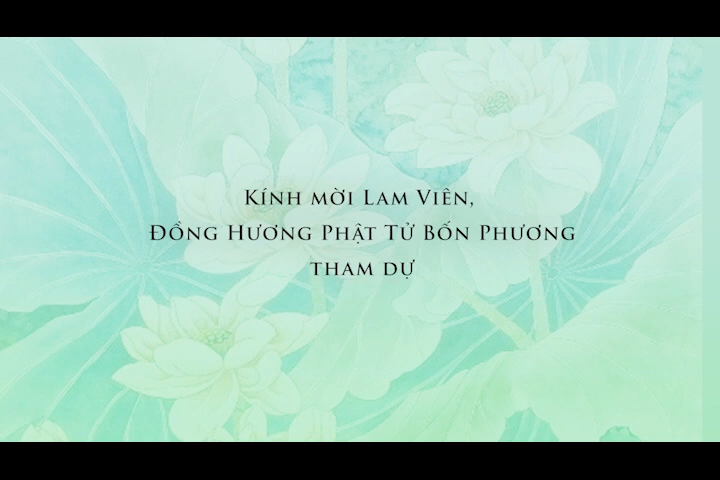 Kính mời Lam Viên,
Đồng Hương Phật Tử Bốn Phương
tham dự